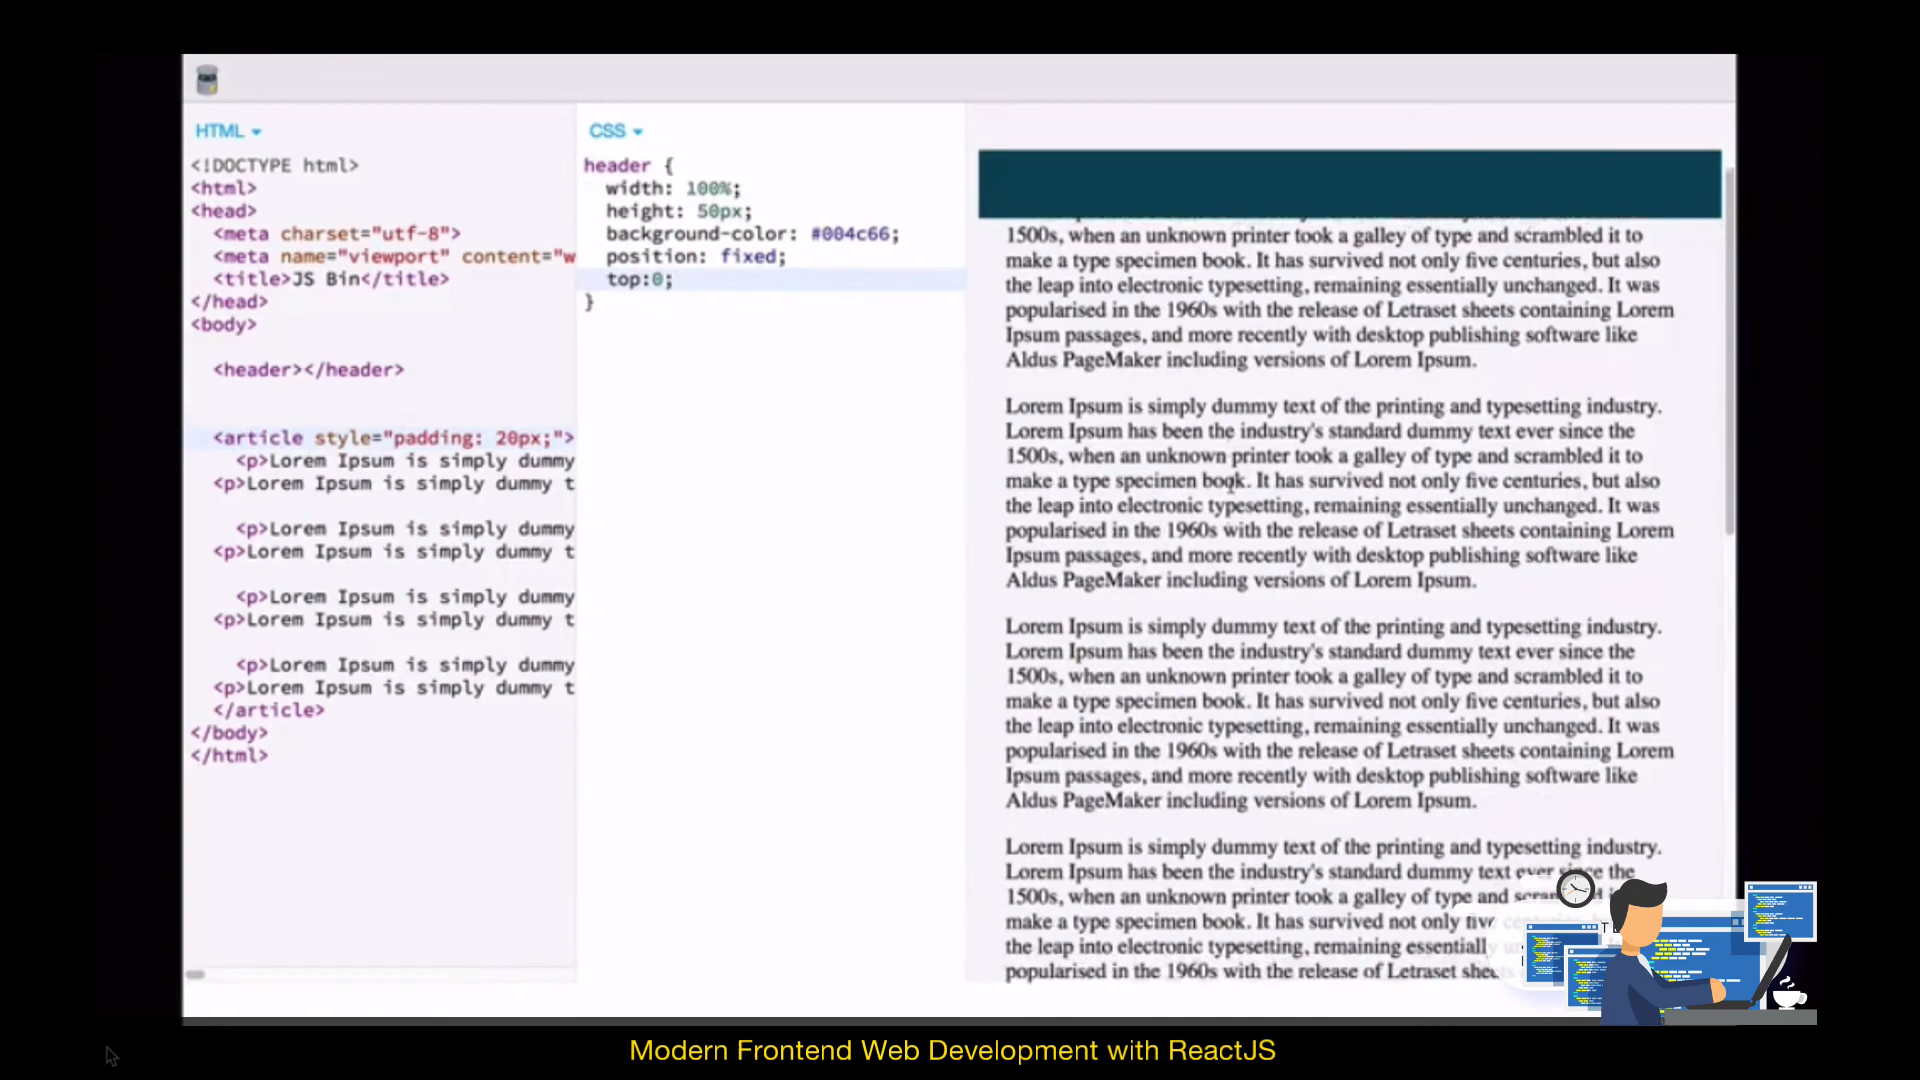 HTML
<!DOCTYPE html>
<html>
<head>
<meta charset="utf-8">
<meta name="viewport" content="w
<title>JS Bin</title>
</head>
<body>
<header></header>
<article style="padding: 20px;">
<p>Lorem Ipsum is simply dummy
<p>Lorem Ipsum is simply dummy t
<p>Lorem Ipsum is simply dummy
<p>Lorem Ipsum is simply dummy t
<p>Lorem Ipsum is simply dummy
<p>Lorem Ipsum is simply dummy t
<p>Lorem Ipsum is simply dummy
<p>Lorem Ipsum is simply dummy t
</article>
</body>
</html>
CSS
header {
width: 100%;
height: 50px;
background-color: #004c66;
position: fixed;
top:0;
}
1500s, when an unknown printer took a galley of type and scrambled it to
make a type specimen book. It has survived not only five centuries, but also
the leap into electronic typesetting, remaining essentially unchanged. It was
popularised in the 1960s with the release of Letraset sheets containing Lorem
Ipsum passages, and more recently with desktop publishing software like
Aldus PageMaker including versions of Lorem Ipsum.
Lorem Ipsum is simply dummy text of the printing and typesetting industry.
Lorem Ipsum has been the industry's standard dummy text ever since the
1500s, when an unknown printer took a galley of type and scrambled it to
make a type specimen book. It has survived not only five centuries, but also
the leap into electronic typesetting, remaining essentially unchanged. It was
popularised in the 1960s with the release of Letraset sheets containing Lorem
Ipsum passages, and more recently with desktop publishing software like
Aldus PageMaker including versions of Lorem Ipsum.
Lorem Ipsum is simply dummy text of the printing and typesetting industry.
Lorem Ipsum has been the industry's standard dummy text ever since the
1500s, when an unknown printer took a galley of type and scrambled it to
make a type specimen book. It has survived not only five centuries, but also
the leap into electronic typesetting, remaining essentially unchanged. It was
popularised in the 1960s with the release of Letraset sheets containing Lorem
Ipsum passages, and more recently with desktop publishing software like
Aldus PageMaker including versions of Lorem Ipsum.
Lorem Ipsum is simply dummy text of the printing and typesetting industry.
Lorem Ipsum has been the industry's standard dummy text ever since the
1500s, when an unknown printer took a galley of type and
make a type specimen book. It has survived not only
the leap into electronic typesetting, remaining essentially
popularised in the 1960s with the release of Letraset
Modern Frontend Web Development with ReactJS